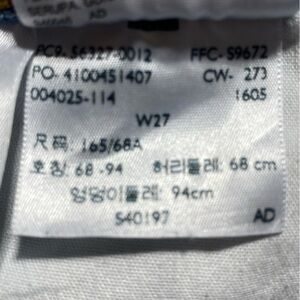 AD
PC9-56327-0012 FFC-S9672
PO- 4100451407 CW- 273
004025-114 1605
W27
尺码: 165/68A
호칭: 68-94 허리둘레: 68 cm
엉덩이둘레: 94cm
S40197 AD